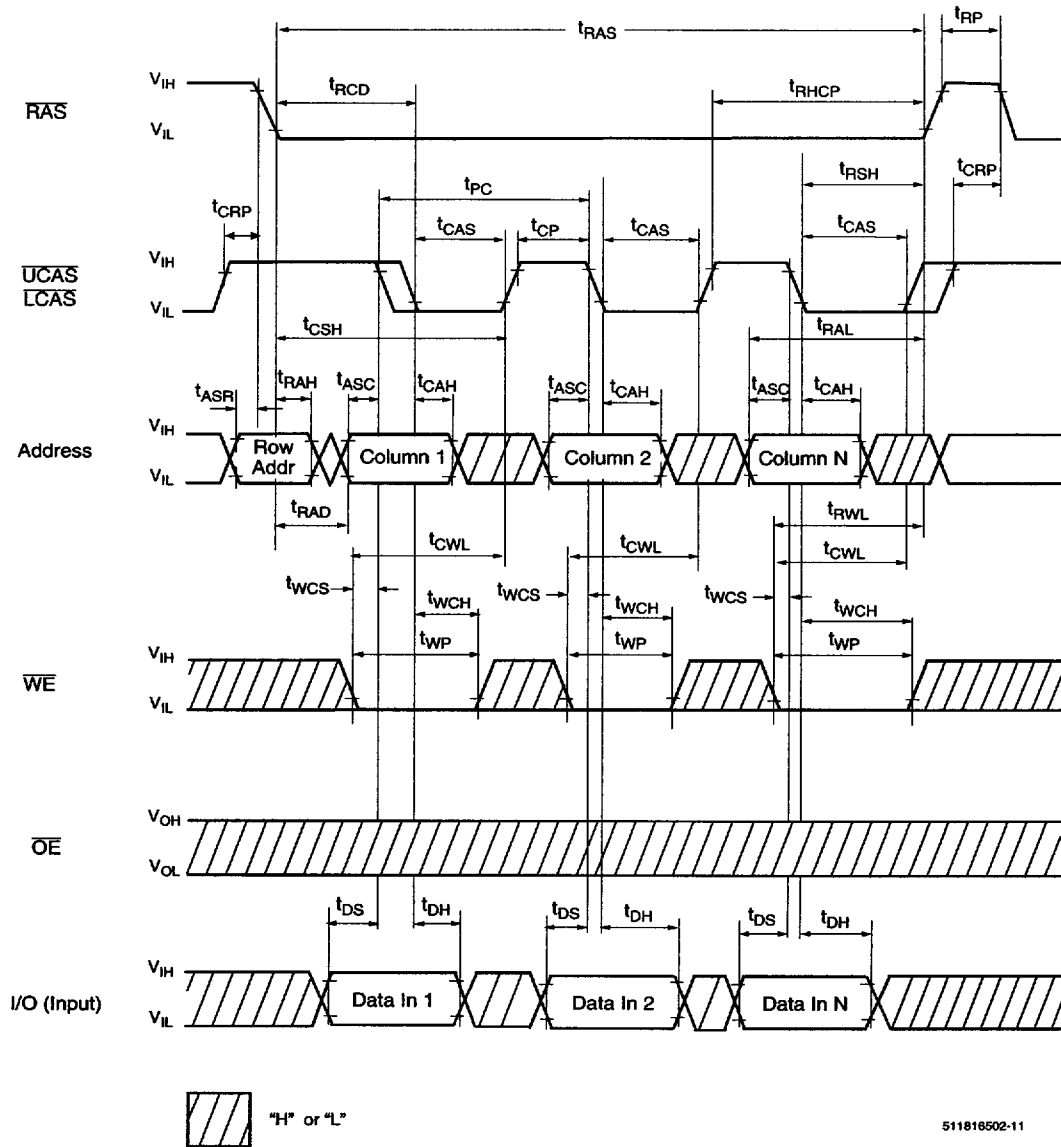 tRAS
tRP
VIH
RAS
VIL
tRCD
tRHCP
tRSH
tCRP
tPC
tCRP
tCAS
tCP
tCAS
tCAS
VIH
UCAS
LCAS
VIL
tCSH
tRAL
tASR
tRAH
tASC
tCAH
tASC
tCAH
tASC
tCAH
VIH
Address
VIL
Row
Addr
Column 1
Column 2
Column N
tRAD
tRWL
tCWL
tCWL
tCWL
tWCS
tWCS
tWCS
tWCH
tWCH
tWCH
tWP
tWP
tWP
VIH
WE
VIL
VOH
OE
VOL
tDS
tDH
tDS
tDH
tDS
tDH
VIH
I/O (Input)
VIL
Data In 1
Data In 2
Data In N
"H" or "L"
511816502-11